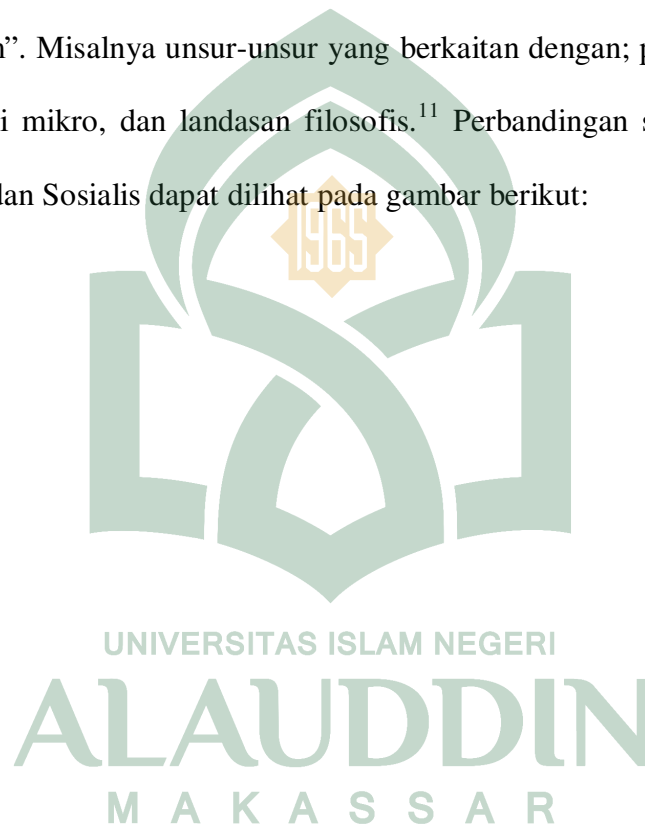 n”. Misalnya unsur-unsur yang berkaitan dengan; p
i mikro, dan landasan filosofis.11 Perbandingan s
dan Sosialis dapat dilihat pada gambar berikut:
1965
UNIVERSITAS ISLAM NEGERI
ALAUDDIN
MAKASSAR